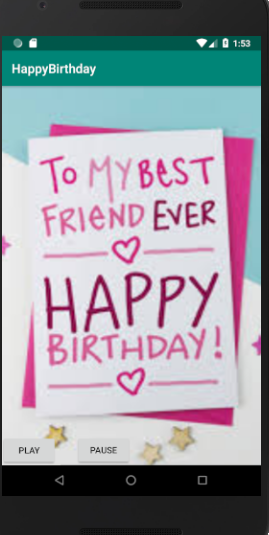 1:53
HappyBirthday
To MY BEST
FRIEND EVER
HAPPY
BIRTHDAY!
PLAY PAUSE